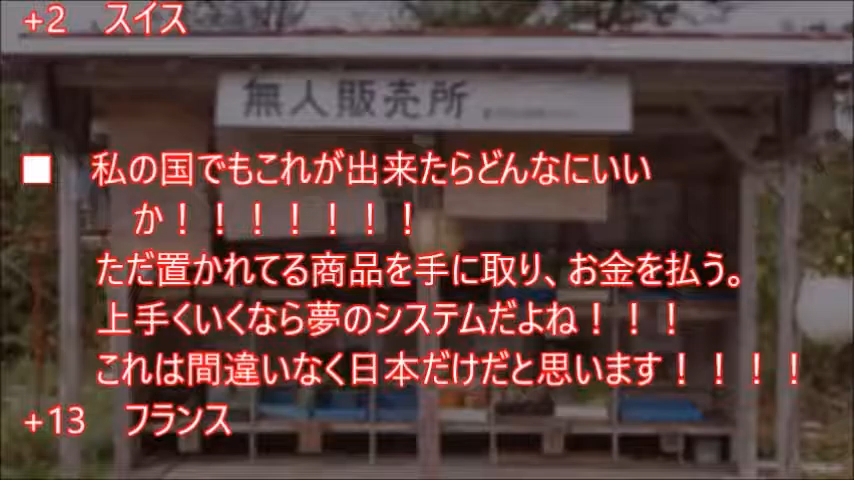 +2 スイス
無人販売所
■ 私の国でもこれが出来たらどんなにいい
か！！！！！！！
ただ置かれてる商品を手に取り、お金を払う。
上手くいくなら夢のシステムだよね！！！
これは間違いなく日本だけだと思います！！！！
+13 フランス